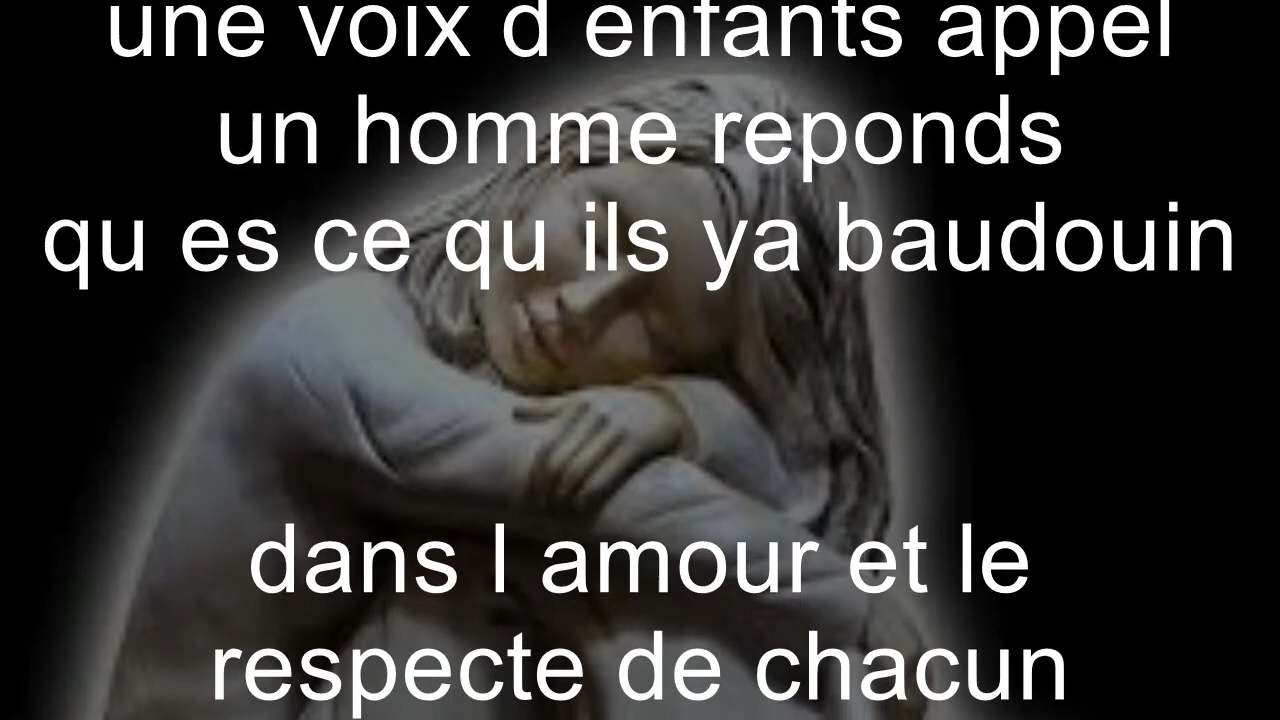 une voix d enfants appel
un homme reponds
qu es ce qu ils ya baudouin
dans l amour et le
respecte de chacun